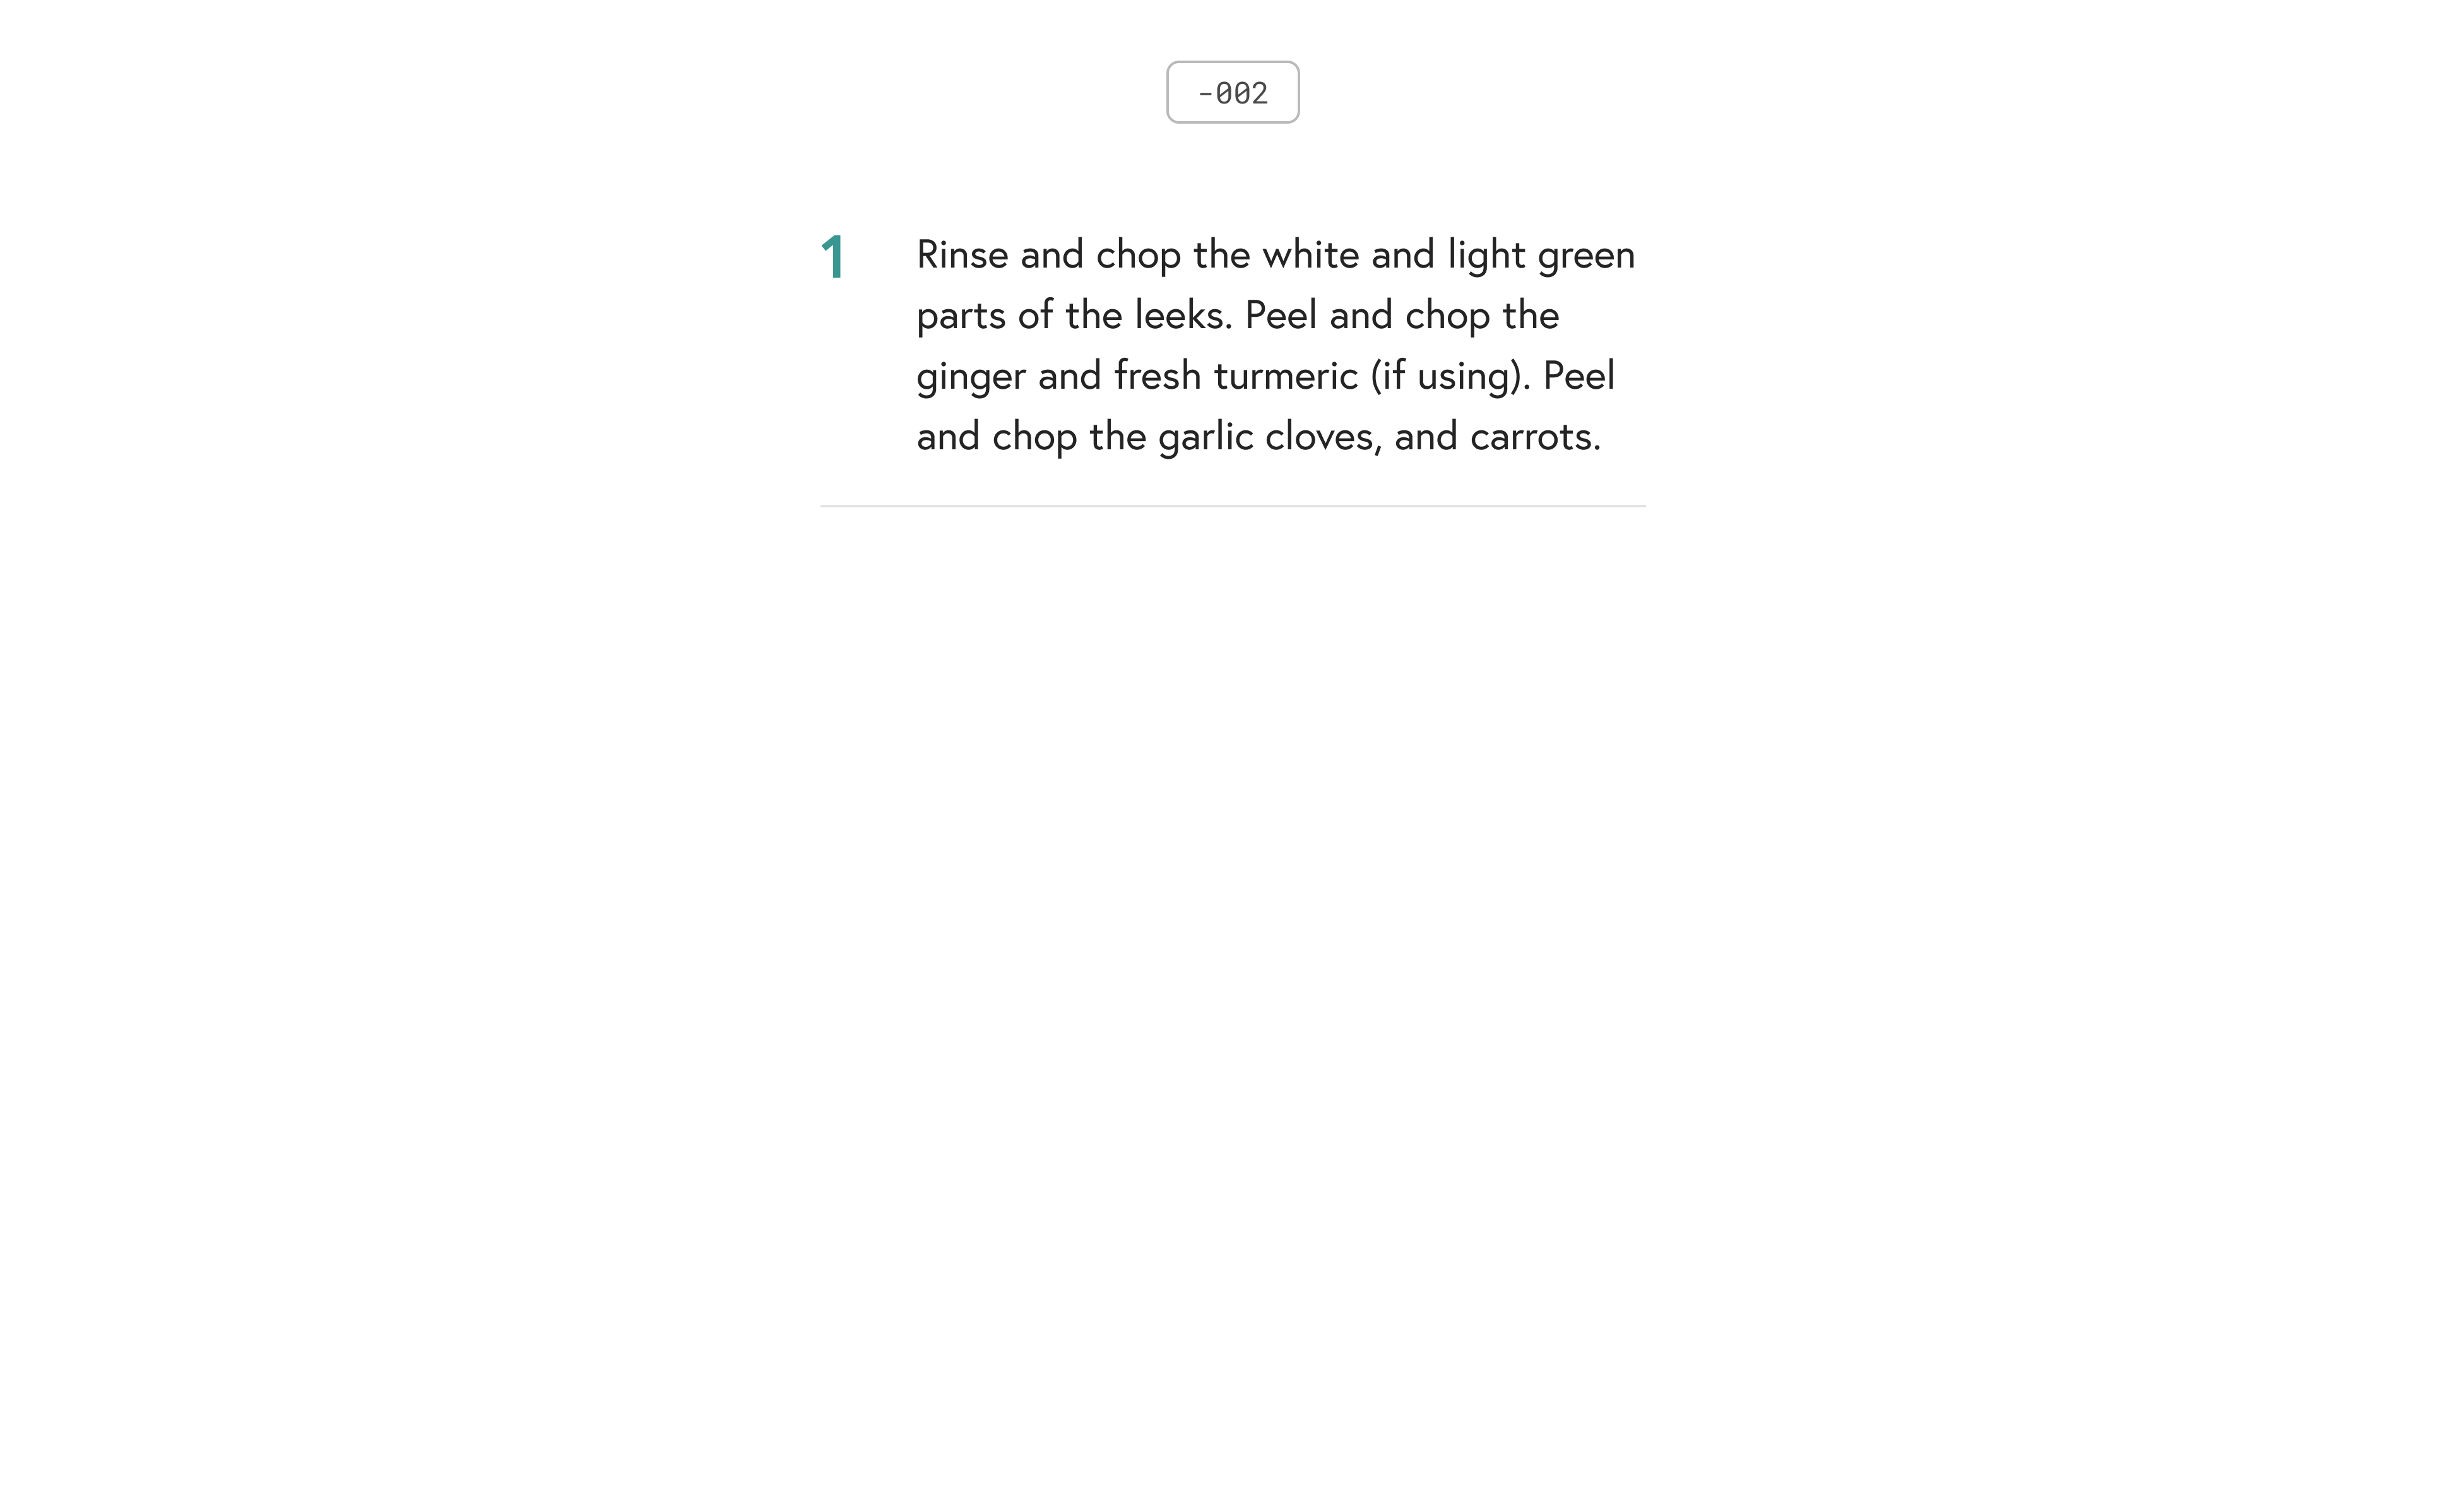 -002
1
Rinse and chop the white and light green
parts of the leeks. Peel and chop the
ginger and fresh turmeric (if using). Peel
and chop the garlic cloves, and carrots.